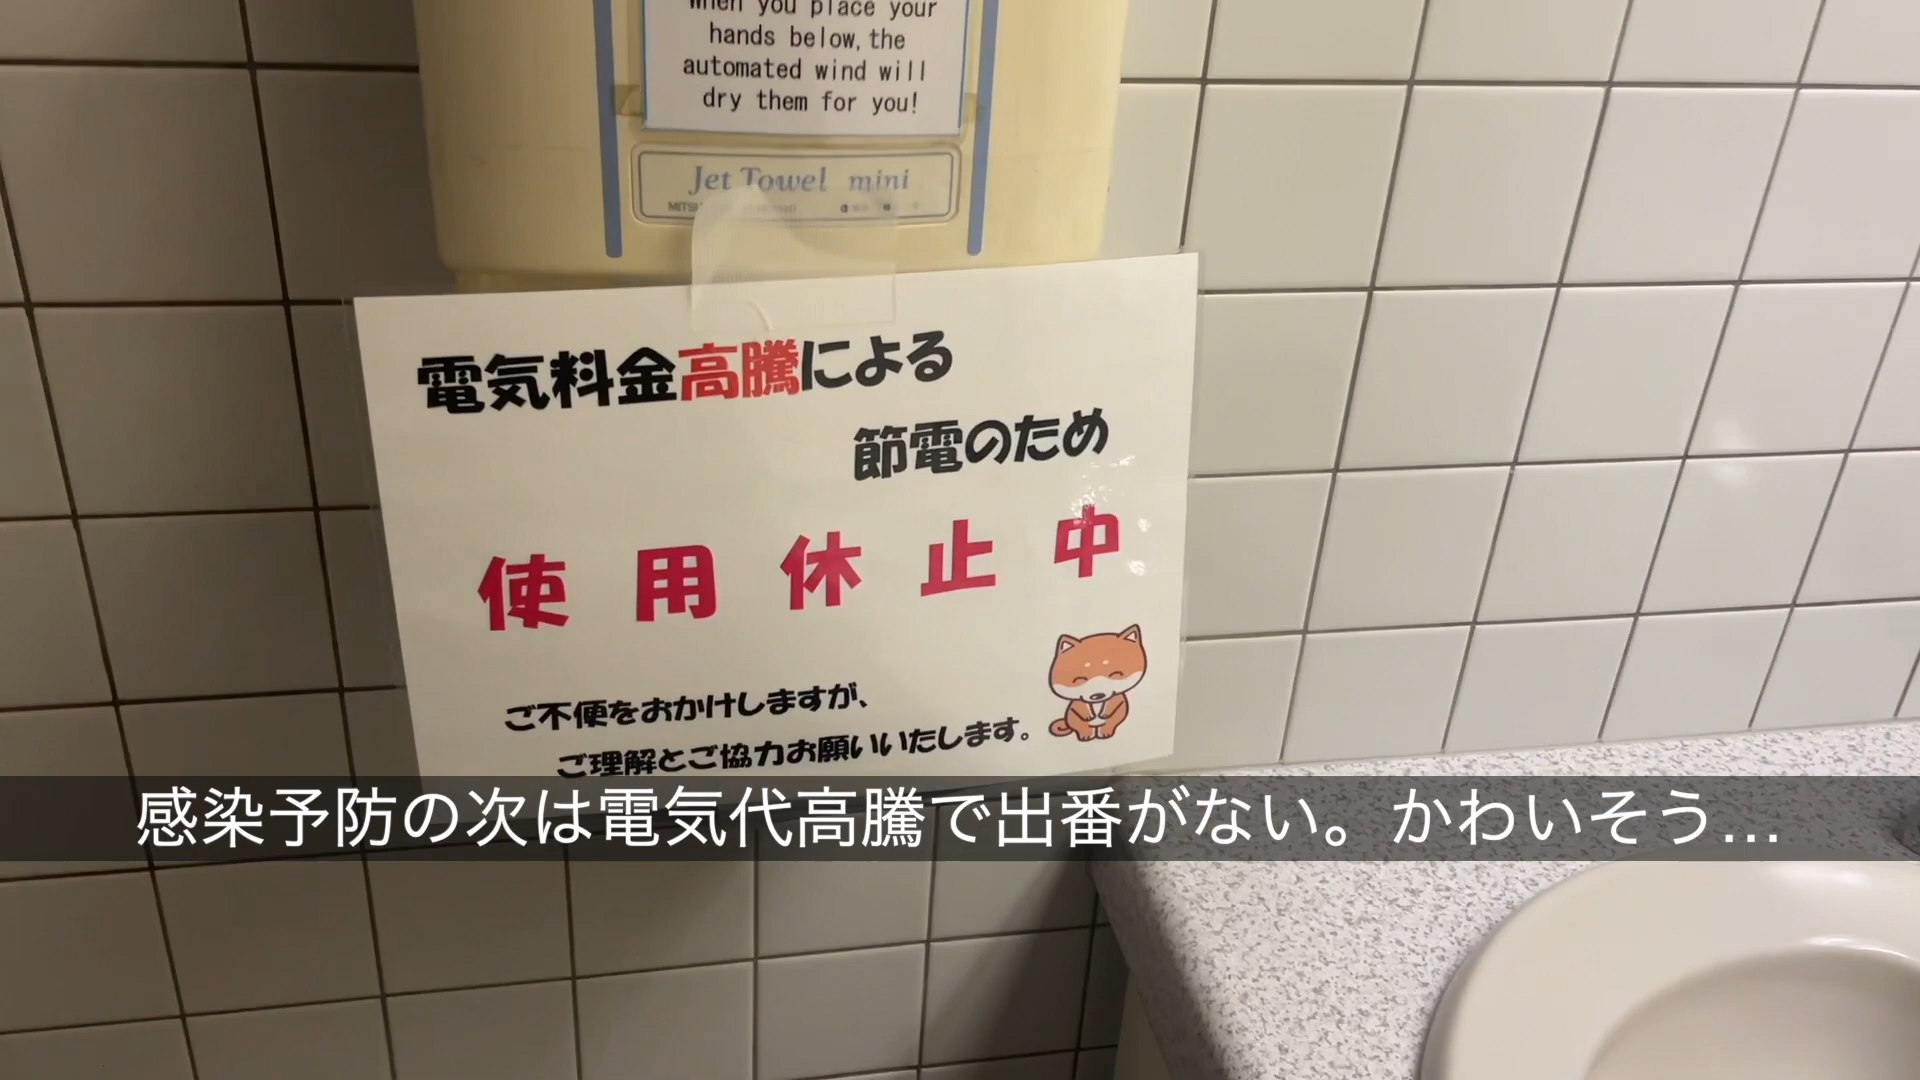 When you place your
hands below, the
automated wind will
dry them for you!
Jet Towel mini
電気料金高騰による
節電のため
使用休止中
ご不便をおかけしますが、
ご理解とご協力お願いいたします。
感染予防の次は電気代高騰で出番がない。かわいそう…